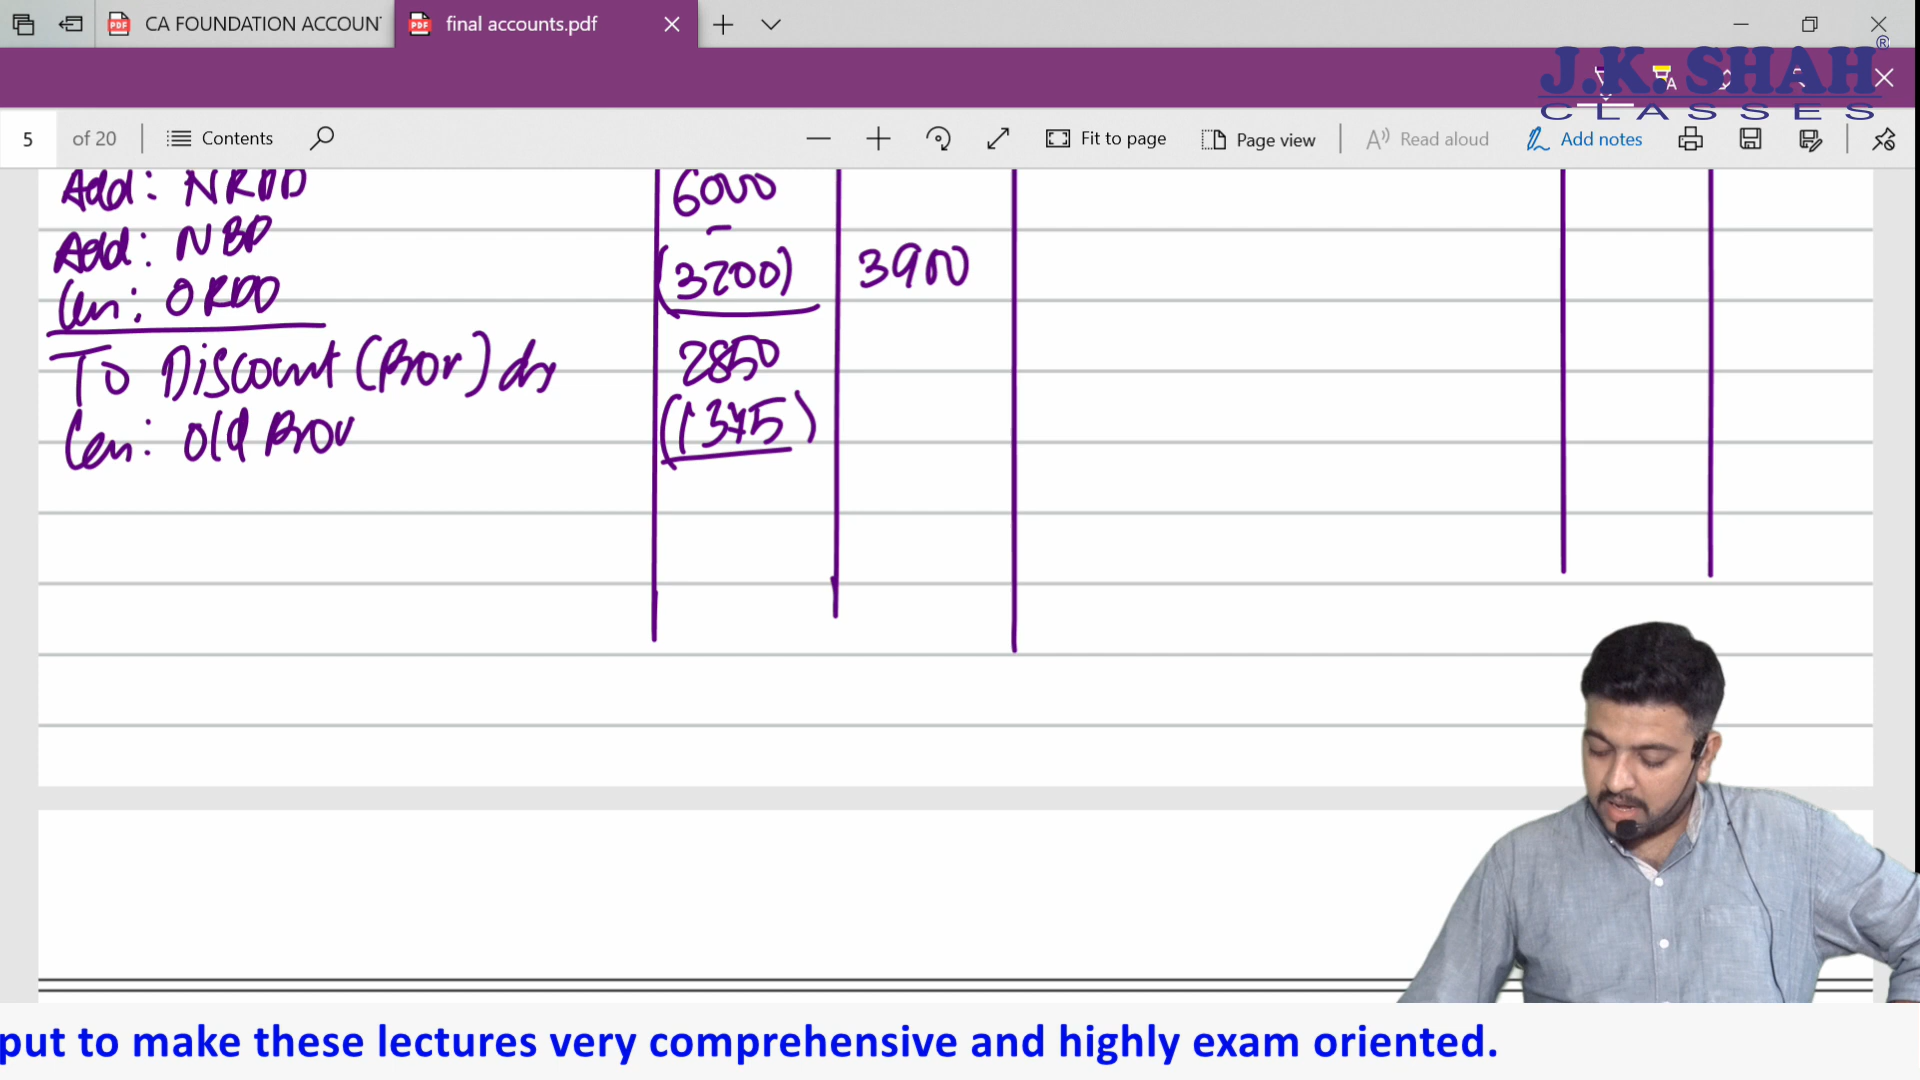 CA FOUNDATION ACCOUN
final accounts.pdf
J.K. SHAH®
CLASSES
5 of 20 Contents Fit to page Page view Read aloud Add notes
Add: NRDD 6000
Add: NBD -
Less: ORDD (3200) 3900
To Discount (Prov) drs 2850
Less: Old Prov (1375)
put to make these lectures very comprehensive and highly exam oriented.